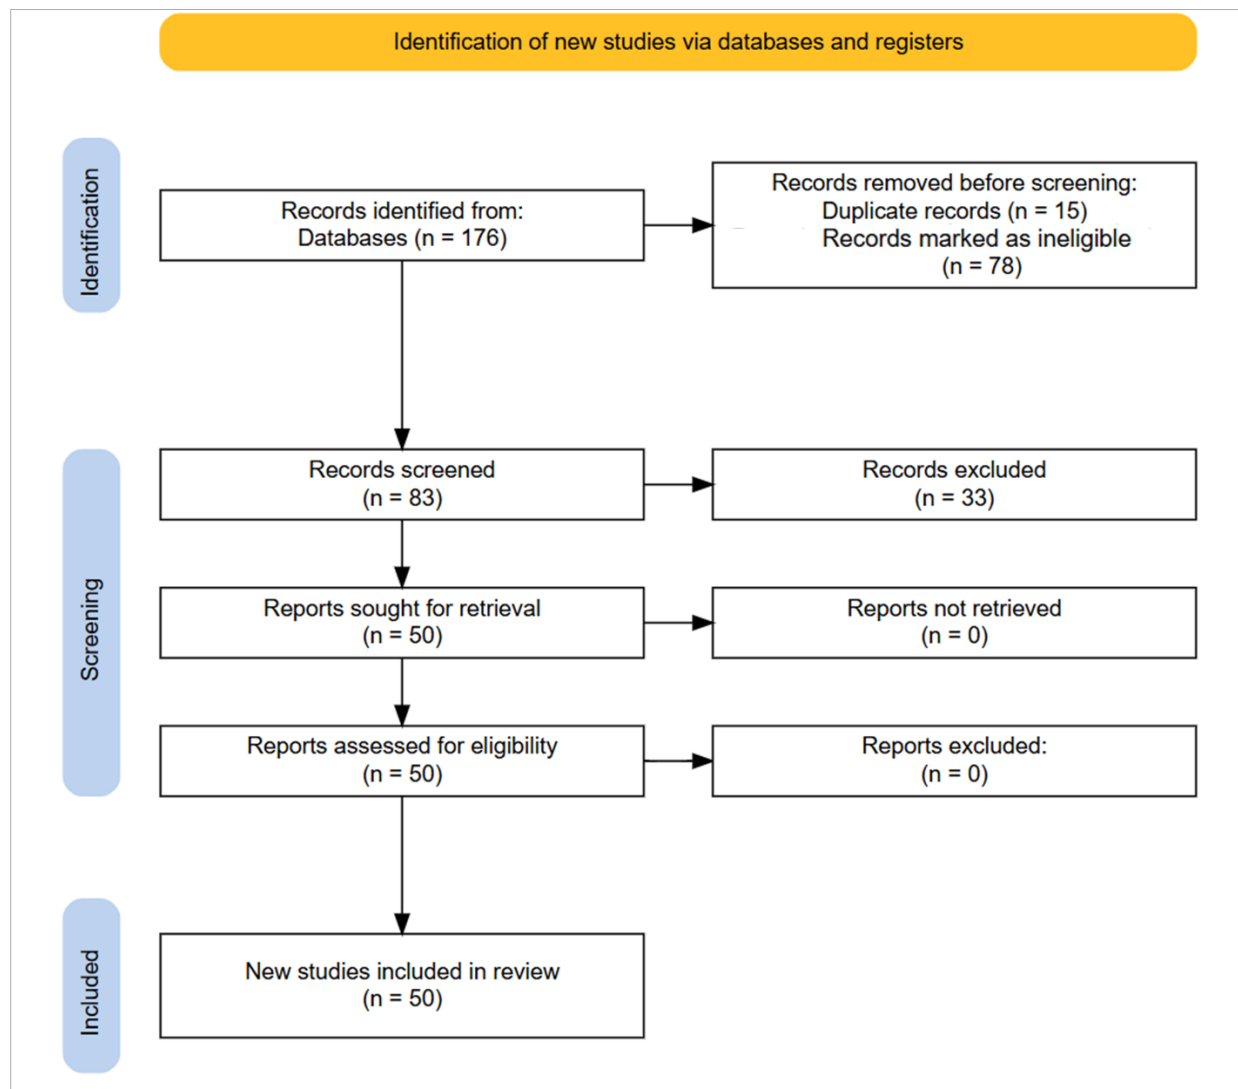 Identification of new studies via databases and registers
Identification
Records identified from:
Databases (n = 176)
Records removed before screening:
Duplicate records (n = 15)
Records marked as ineligible
(n = 78)
Screening
Records screened
(n = 83)
Records excluded
(n = 33)
Reports sought for retrieval
(n = 50)
Reports not retrieved
(n = 0)
Reports assessed for eligibility
(n = 50)
Reports excluded:
(n = 0)
Included
New studies included in review
(n = 50)